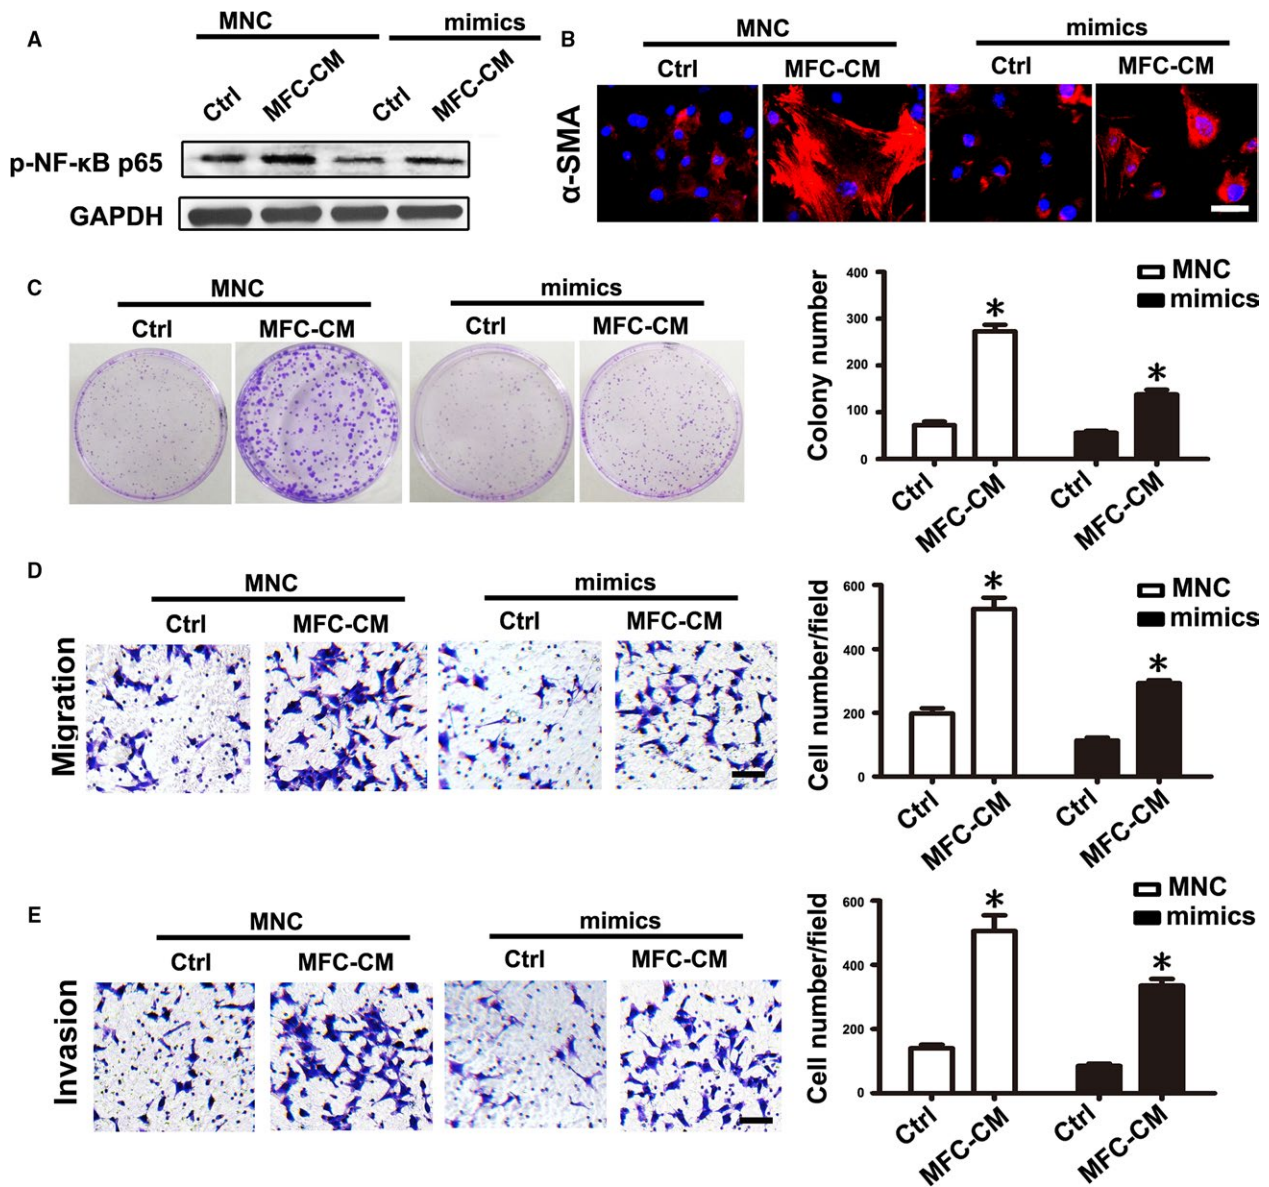 A
MNC
mimics
Ctrl
MFC-CM
Ctrl
MFC-CM
p-NF-κB p65
GAPDH
B
MNC
mimics
Ctrl
MFC-CM
Ctrl
MFC-CM
α-SMA
C
MNC
mimics
Ctrl
MFC-CM
Ctrl
MFC-CM
Colony number
400
300
200
100
0
MNC
mimics
*
*
Ctrl
MFC-CM
Ctrl
MFC-CM
D
MNC
mimics
Ctrl
MFC-CM
Ctrl
MFC-CM
Migration
Cell number/field
600
400
200
0
MNC
mimics
*
*
Ctrl
MFC-CM
Ctrl
MFC-CM
E
MNC
mimics
Ctrl
MFC-CM
Ctrl
MFC-CM
Invasion
Cell number/field
600
400
200
0
MNC
mimics
*
*
Ctrl
MFC-CM
Ctrl
MFC-CM